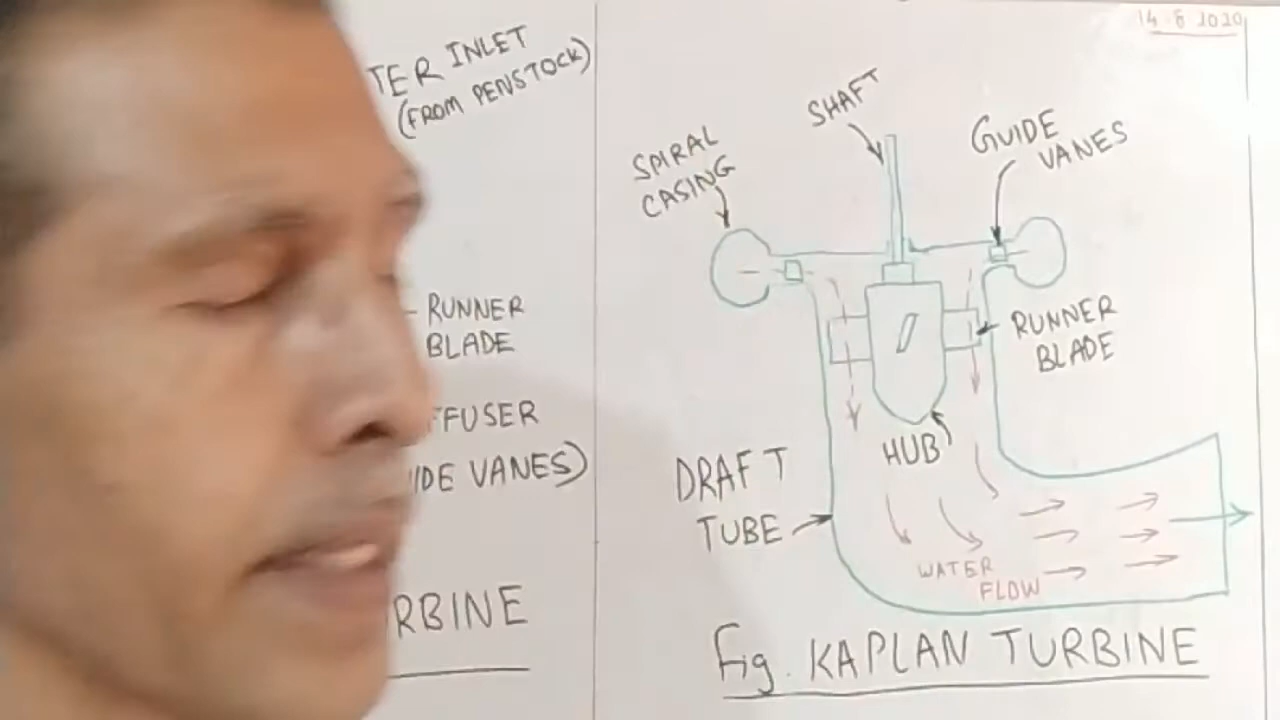 TER INLET
(FROM PENSTOCK)
RUNNER
BLADE
FFUSER
IDE VANES)
RBINE
14-6 2020
SHAFT
GUIDE
VANES
SPIRAL
CASING
RUNNER
BLADE
HUB
DRAFT
TUBE
WATER
FLOW
Fig. KAPLAN TURBINE